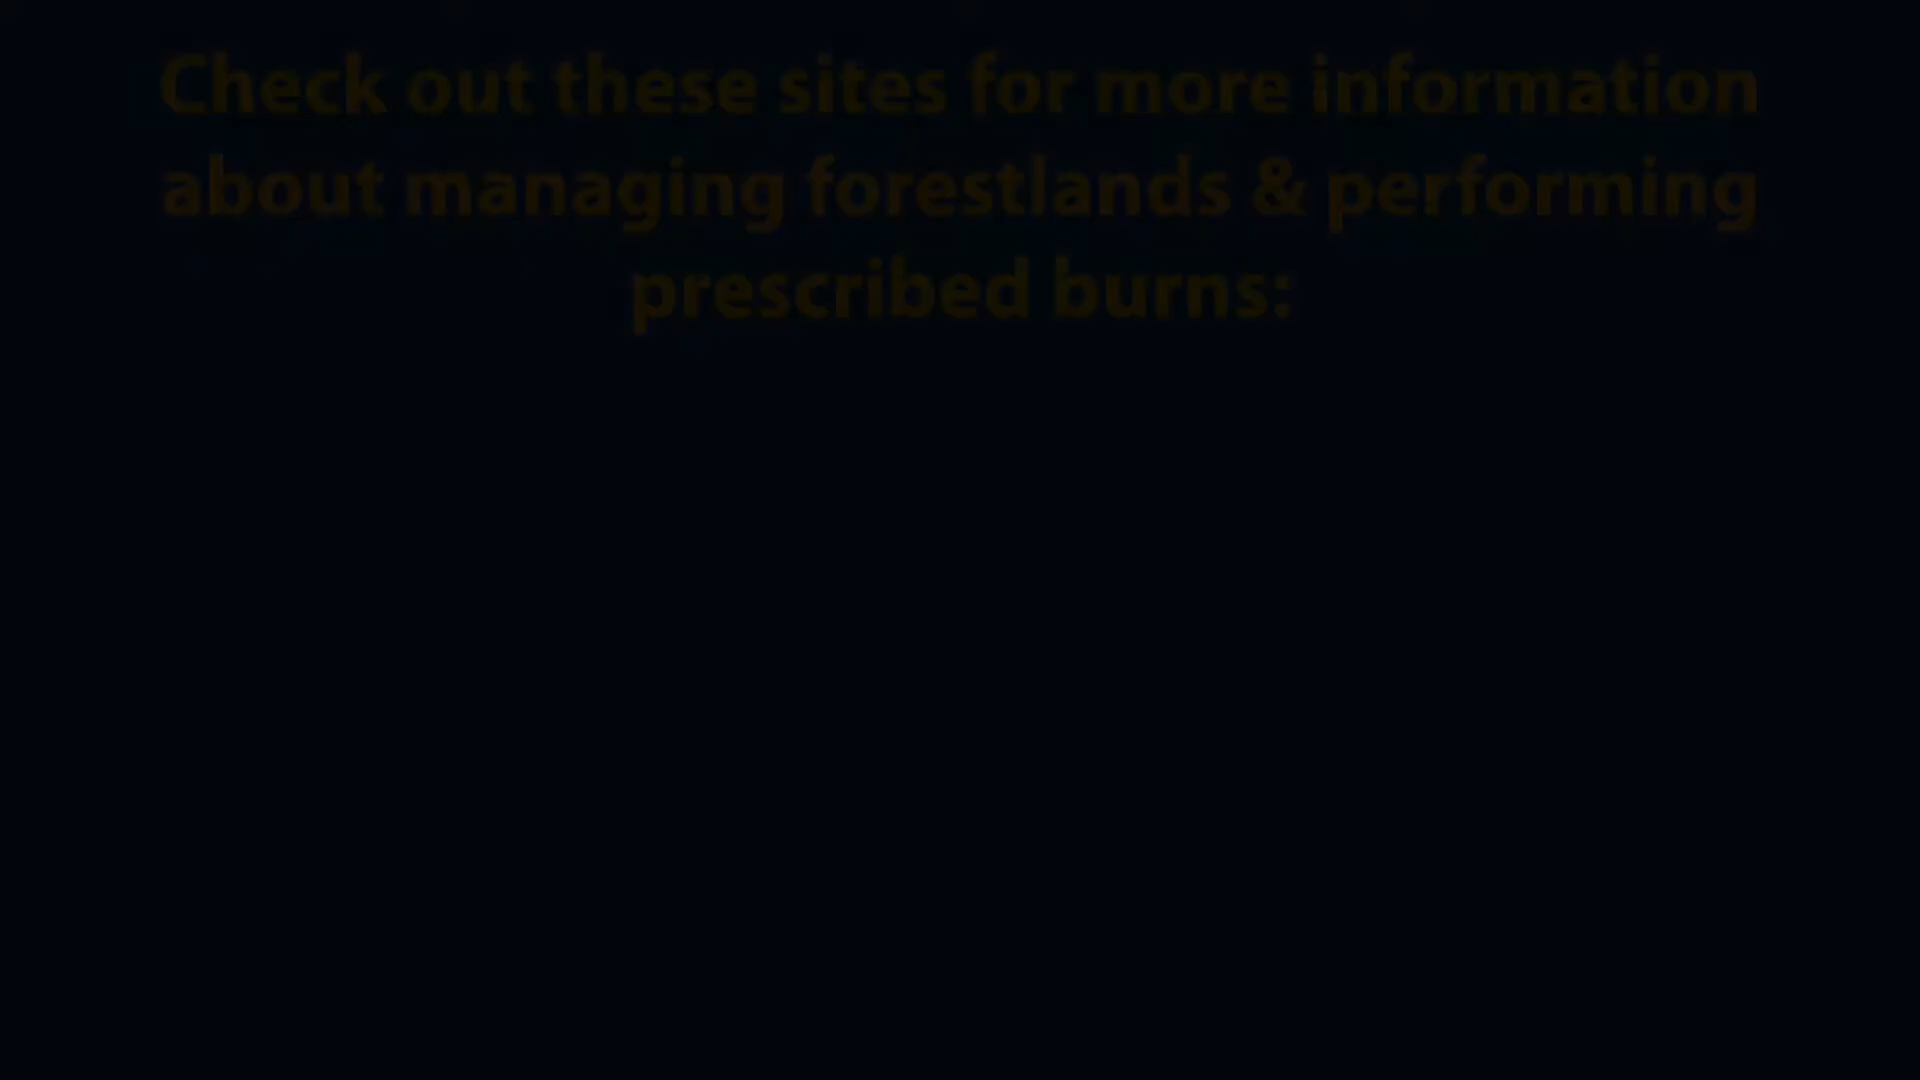 Check out these sites for more information
about managing forestlands & performing
prescribed burns: